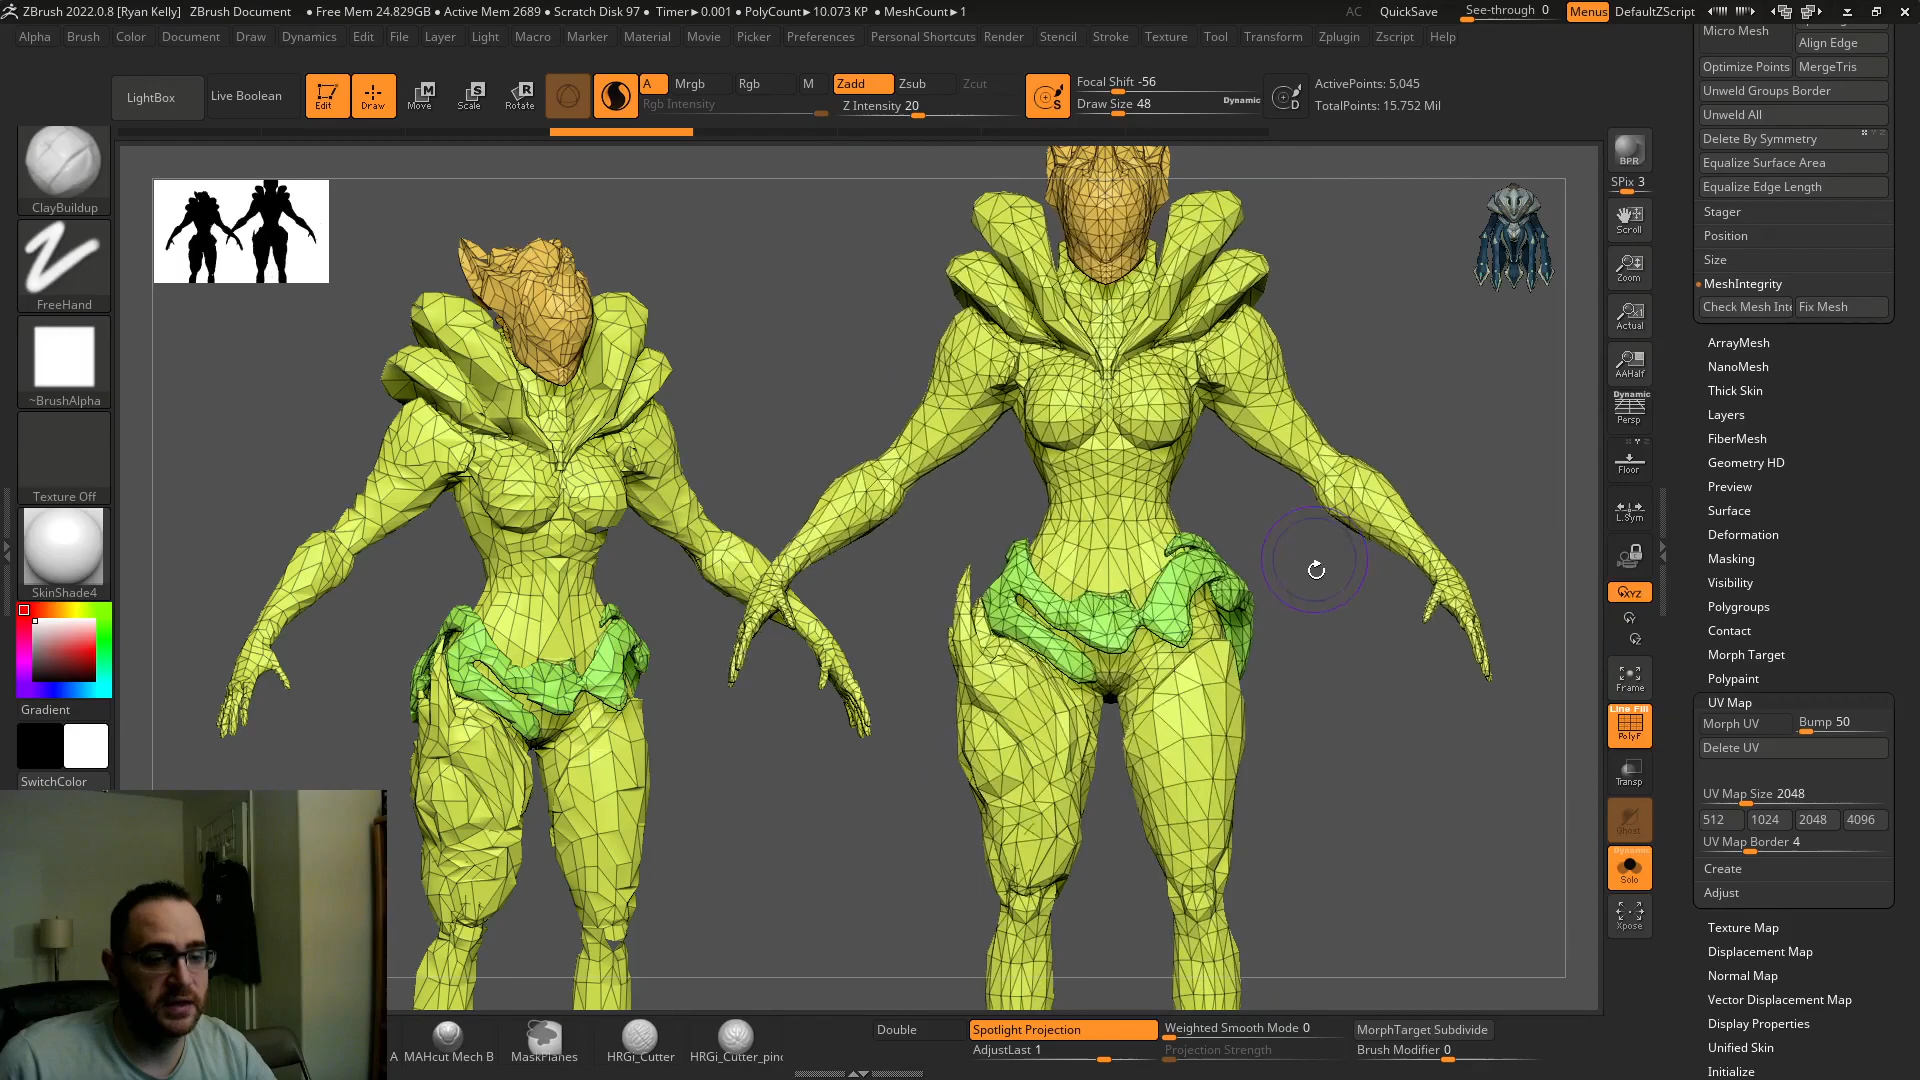 ZBrush 2022.0.8 [Ryan Kelly] ZBrush Document • Free Mem 24.829GB • Active Mem 2689 • Scratch Disk 97 • Timer▸0.001 • PolyCount▸10.073 KP • MeshCount▸1 AC QuickSave See-through 0 Menus DefaultZScript
Alpha Brush Color Document Draw Dynamics Edit File Layer Light Macro Marker Material Movie Picker Preferences Personal Shortcuts Render Stencil Stroke Texture Tool Transform Zplugin Zscript Help
LightBox Live Boolean Edit Draw Move Scale Rotate A Mrgb Rgb M Zadd Zsub Zcut
Rgb Intensity Z Intensity 20
Focal Shift -56
Draw Size 48 Dynamic
ActivePoints: 5,045
TotalPoints: 15.752 Mil
ClayBuildup
FreeHand
~BrushAlpha
Texture Off
SkinShade4
Gradient
SwitchColor
BPR
SPix 3
Scroll
Zoom
Actual
AAHalf
Dynamic
Persp
Floor
L.Sym
XYZ
Frame
Line Fill
PolyF
Transp
Ghost
Dynamic
Solo
Xpose
Micro Mesh Align Edge
Optimize Points MergeTris
Unweld Groups Border
Unweld All
Delete By Symmetry
Equalize Surface Area
Equalize Edge Length
Stager
Position
Size
MeshIntegrity
Check Mesh Inte Fix Mesh
ArrayMesh
NanoMesh
Thick Skin
Layers
FiberMesh
Geometry HD
Preview
Surface
Deformation
Masking
Visibility
Polygroups
Contact
Morph Target
Polypaint
UV Map
Morph UV Bump 50
Delete UV
UV Map Size 2048
512 1024 2048 4096
UV Map Border 4
Create
Adjust
Texture Map
Displacement Map
Normal Map
Vector Displacement Map
Display Properties
Unified Skin
Initialize
A MAHcut Mech B MaskPlanes HRGi_Cutter HRGi_Cutter_pinc
Double Spotlight Projection Weighted Smooth Mode 0 MorphTarget Subdivide
AdjustLast 1 Projection Strength Brush Modifier 0